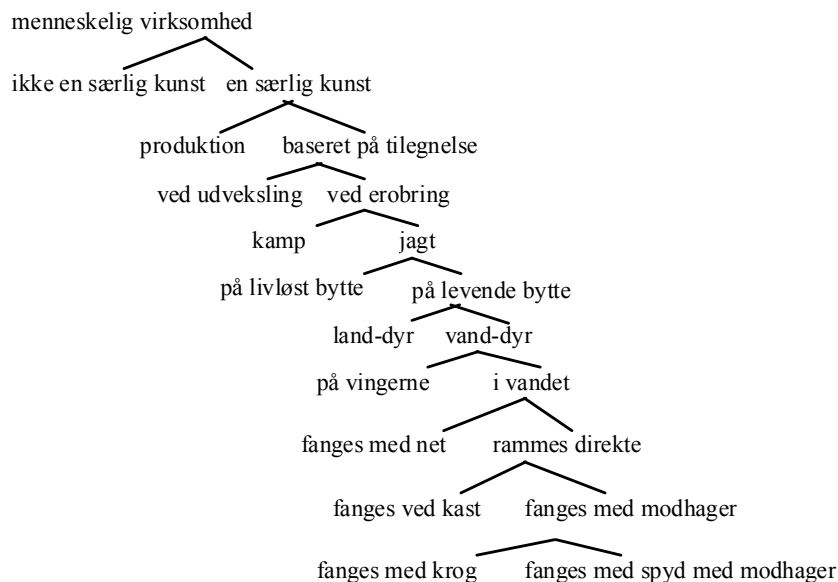 menneskelig virksomhed
ikke en særlig kunst en særlig kunst
produktion baseret på tilegnelse
ved udveksling ved erobring
kamp jagt
på livløst bytte på levende bytte
land-dyr vand-dyr
på vingerne i vandet
fanges med net rammes direkte
fanges ved kast fanges med modhager
fanges med krog fanges med spyd med modhager